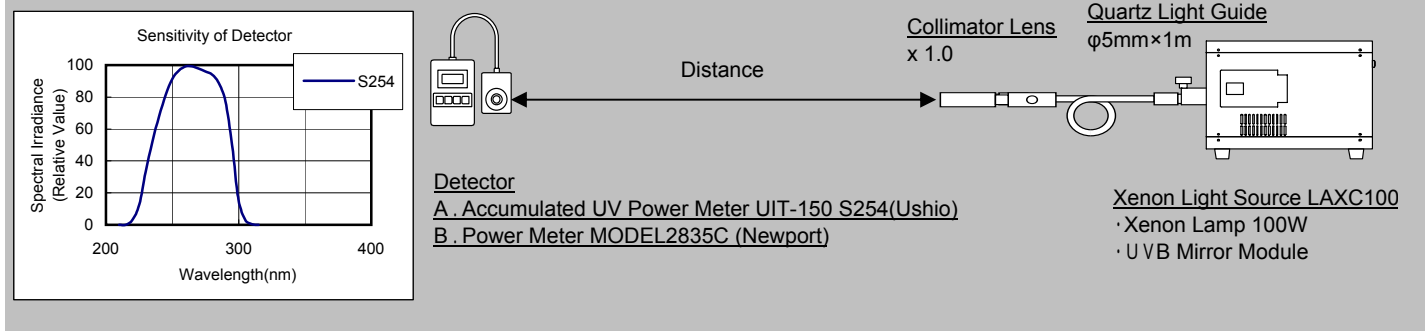 Sensitivity of Detector
Spectral Irradiance
(Relative Value)
100
80
60
40
20
0
S254
200
300
400
Wavelength(nm)
Distance
Collimator Lens
x 1.0
Quartz Light Guide
φ5mm×1m
Detector
A . Accumulated UV Power Meter UIT-150 S254(Ushio)
B . Power Meter MODEL2835C (Newport)
Xenon Light Source LAXC100
・Xenon Lamp 100W
・UVB Mirror Module